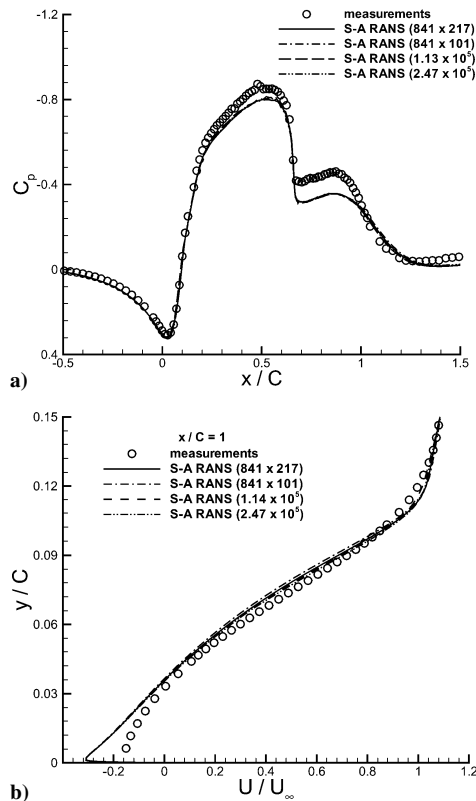 measurements
S-A RANS (841 x 217)
S-A RANS (841 x 101)
S-A RANS (1.13 x 10⁵)
S-A RANS (2.47 x 10⁵)
-1.2
-0.8
-0.4
0
0.4
Cₚ
-0.5
0
0.5
1
1.5
x / C
a)
x / C = 1
measurements
S-A RANS (841 x 217)
S-A RANS (841 x 101)
S-A RANS (1.14 x 10⁵)
S-A RANS (2.47 x 10⁵)
0.15
0.12
0.09
0.06
0.03
0
y / C
-0.2
0
0.2
0.4
0.6
0.8
1
1.2
U / U∞
b)